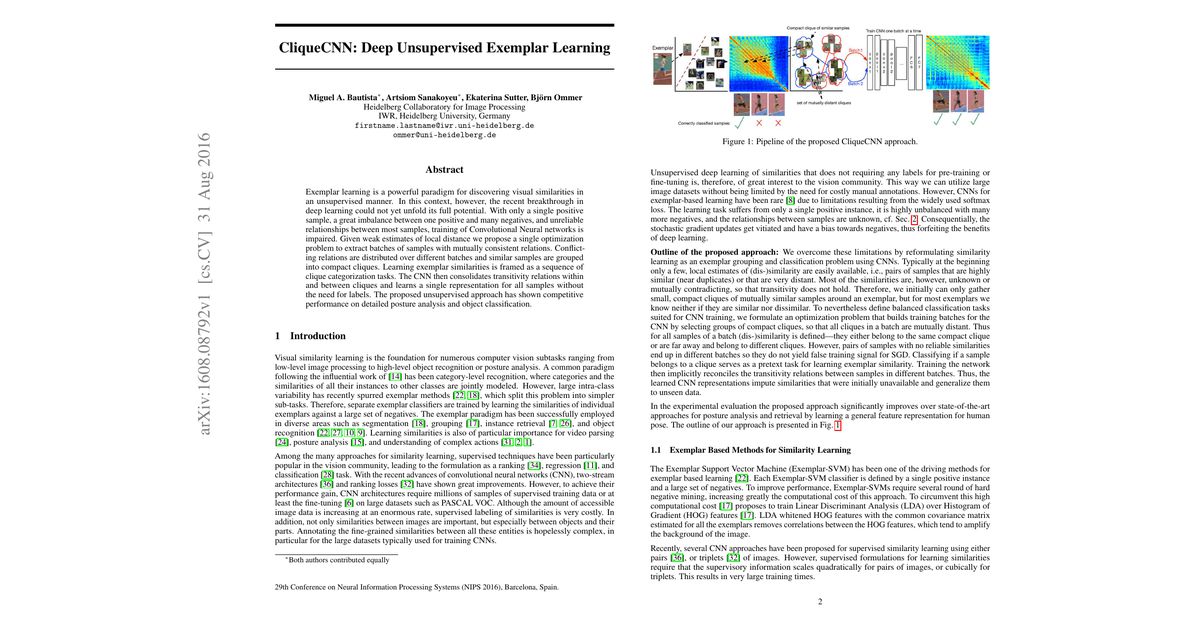 CliqueCNN: Deep Unsupervised Exemplar Learning
Miguel A. Bautista*, Artsiom Sanakoyeu*, Ekaterina Sutter, Björn Ommer
Heidelberg Collaboratory for Image Processing
IWR, Heidelberg University, Germany
firstname.lastname@iwr.uni-heidelberg.de
ommer@uni-heidelberg.de
arXiv:1608.08792v1 [cs.CV] 31 Aug 2016
Abstract
Exemplar learning is a powerful paradigm for discovering visual similarities in
an unsupervised manner. In this context, however, the recent breakthrough in
deep learning could not yet unfold its full potential. With only a single positive
sample, a great imbalance between one positive and many negatives, and unreliable
relationships between most samples, training of Convolutional Neural networks is
impaired. Given weak estimates of local distance we propose a single optimization
problem to extract batches of samples with mutually consistent relations. Conflict-
ing relations are distributed over different batches and similar samples are grouped
into compact cliques. Learning exemplar similarities is framed as a sequence of
clique categorization tasks. The CNN then consolidates transitivity relations within
and between cliques and learns a single representation for all samples without
the need for labels. The proposed unsupervised approach has shown competitive
performance on detailed posture analysis and object classification.
1 Introduction
Visual similarity learning is the foundation for numerous computer vision subtasks ranging from
low-level image processing to high-level object recognition or posture analysis. A common paradigm
following the influential work of [14] has been category-level recognition, where categories and the
similarities of all their instances to other classes are jointly modeled. However, large intra-class
variability has recently spurred exemplar methods [22, 18], which split this problem into simpler
sub-tasks. Therefore, separate exemplar classifiers are trained by learning the similarities of individual
exemplars against a large set of negatives. The exemplar paradigm has been successfully employed
in diverse areas such as segmentation [18], grouping [17], instance retrieval [7, 26], and object
recognition [22, 27, 10, 9]. Learning similarities is also of particular importance for video parsing
[24], posture analysis [15], and understanding of complex actions [31, 2, 1].
Among the many approaches for similarity learning, supervised techniques have been particularly
popular in the vision community, leading to the formulation as a ranking [34], regression [11], and
classification [28] task. With the recent advances of convolutional neural networks (CNN), two-stream
architectures [36] and ranking losses [32] have shown great improvements. However, to achieve their
performance gain, CNN architectures require millions of samples of supervised training data or at
least the fine-tuning [6] on large datasets such as PASCAL VOC. Although the amount of accessible
image data is increasing at an enormous rate, supervised labeling of similarities is very costly. In
addition, not only similarities between images are important, but especially between objects and their
parts. Annotating the fine-grained similarities between all these entities is hopelessly complex, in
particular for the large datasets typically used for training CNNs.
*Both authors contributed equally
29th Conference on Neural Information Processing Systems (NIPS 2016), Barcelona, Spain.
Exemplar
Compact clique of similar samples
Train CNN one batch at a time
Batch 1
Batch 2
set of mutually distant cliques
Correctly classified samples:
Figure 1: Pipeline of the proposed CliqueCNN approach.
Unsupervised deep learning of similarities that does not requiring any labels for pre-training or
fine-tuning is, therefore, of great interest to the vision community. This way we can utilize large
image datasets without being limited by the need for costly manual annotations. However, CNNs for
exemplar-based learning have been rare [8] due to limitations resulting from the widely used softmax
loss. The learning task suffers from only a single positive instance, it is highly unbalanced with many
more negatives, and the relationships between samples are unknown, cf. Sec. 2. Consequently, the
stochastic gradient updates get vitiated and have a bias towards negatives, thus forfeiting the benefits
of deep learning.
Outline of the proposed approach: We overcome these limitations by reformulating similarity
learning as an exemplar grouping and classification problem using CNNs. Typically at the beginning
only a few, local estimates of (dis-)similarity are easily available, i.e., pairs of samples that are highly
similar (near duplicates) or that are very distant. Most of the similarities are, however, unknown or
mutually contradicting, so that transitivity does not hold. Therefore, we initially can only gather
small, compact cliques of mutually similar samples around an exemplar, but for most exemplars we
know neither if they are similar nor dissimilar. To nevertheless define balanced classification tasks
suited for CNN training, we formulate an optimization problem that builds training batches for the
CNN by selecting groups of compact cliques, so that all cliques in a batch are mutually distant. Thus
for all samples of a batch (dis-)similarity is defined—they either belong to the same compact clique
or are far away and belong to different cliques. However, pairs of samples with no reliable similarities
end up in different batches so they do not yield false training signal for SGD. Classifying if a sample
belongs to a clique serves as a pretext task for learning exemplar similarity. Training the network
then implicitly reconciles the transitivity relations between samples in different batches. Thus, the
learned CNN representations impute similarities that were initially unavailable and generalize them
to unseen data.
In the experimental evaluation the proposed approach significantly improves over state-of-the-art
approaches for posture analysis and retrieval by learning a general feature representation for human
pose. The outline of our approach is presented in Fig. 1
1.1 Exemplar Based Methods for Similarity Learning
The Exemplar Support Vector Machine (Exemplar-SVM) has been one of the driving methods for
exemplar based learning [22]. Each Exemplar-SVM classifier is defined by a single positive instance
and a large set of negatives. To improve performance, Exemplar-SVMs require several round of hard
negative mining, increasing greatly the computational cost of this approach. To circumvent this high
computational cost [17] proposes to train Linear Discriminant Analysis (LDA) over Histogram of
Gradient (HOG) features [17]. LDA whitened HOG features with the common covariance matrix
estimated for all the exemplars removes correlations between the HOG features, which tend to amplify
the background of the image.
Recently, several CNN approaches have been proposed for supervised similarity learning using either
pairs [36], or triplets [32] of images. However, supervised formulations for learning similarities
require that the supervisory information scales quadratically for pairs of images, or cubically for
triplets. This results in very large training times.
2